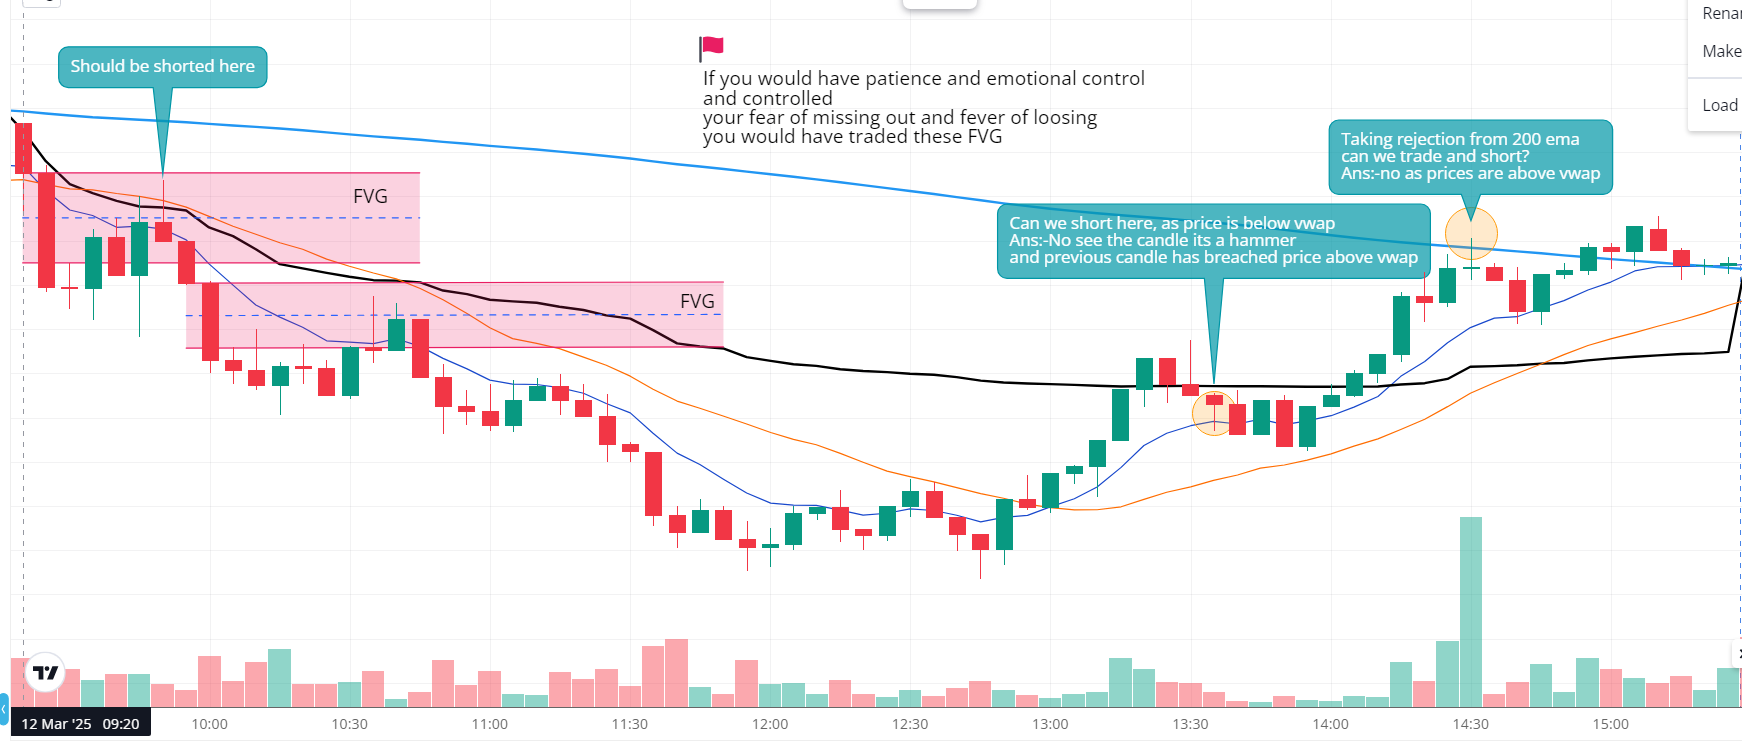 Should be shorted here
If you would have patience and emotional control
and controlled
your fear of missing out and fever of loosing
you would have traded these FVG
Taking rejection from 200 ema
can we trade and short?
Ans:-no as prices are above vwap
Can we short here, as price is below vwap
Ans:-No see the candle its a hammer
and previous candle has breached price above vwap
FVG
FVG
Make
Load
12 Mar '25 09:20
10:00
10:30
11:00
11:30
12:00
12:30
13:00
13:30
14:00
14:30
15:00